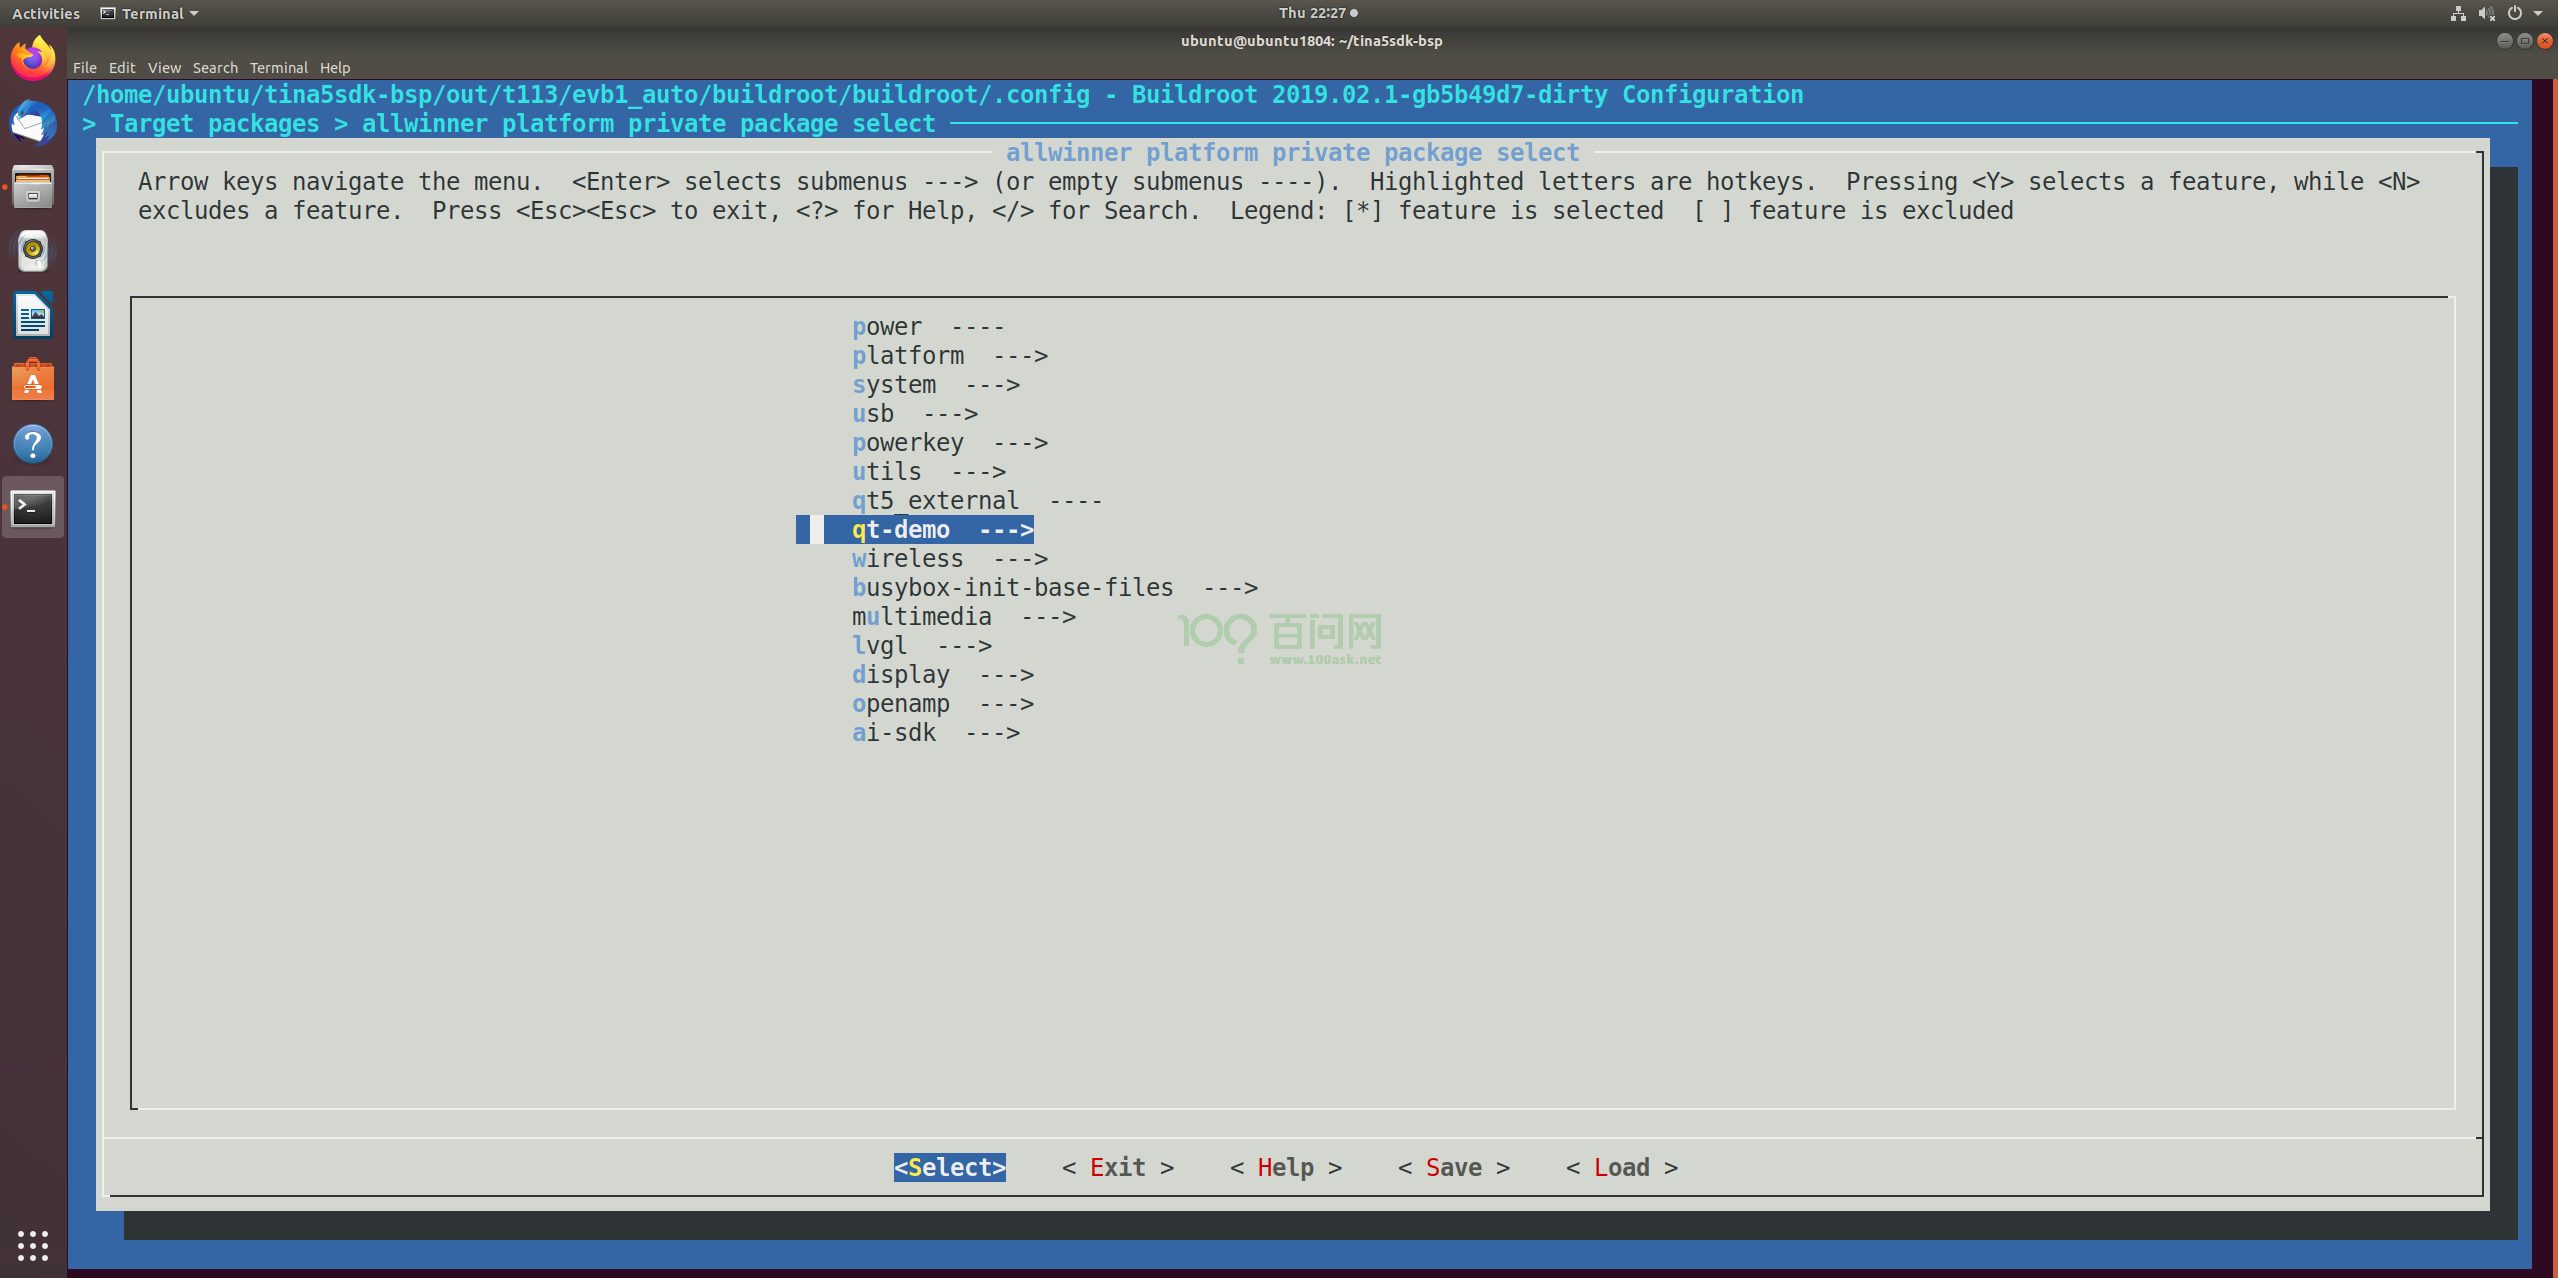 Activities Terminal Thu 22:27
ubuntu@ubuntu1804: ~/tina5sdk-bsp
File Edit View Search Terminal Help
/home/ubuntu/tina5sdk-bsp/out/t113/evb1_auto/buildroot/buildroot/.config - Buildroot 2019.02.1-gb5b49d7-dirty Configuration
> Target packages > allwinner platform private package select
allwinner platform private package select
Arrow keys navigate the menu.  <Enter> selects submenus ---> (or empty submenus ----).  Highlighted letters are hotkeys.  Pressing <Y> selects a feature, while <N>
excludes a feature.  Press <Esc><Esc> to exit, <?> for Help, </> for Search.  Legend: [*] feature is selected  [ ] feature is excluded
power  ----
platform  --->
system  --->
usb  --->
powerkey  --->
utils  --->
qt5_external  ----
qt-demo  --->
wireless  --->
busybox-init-base-files  --->
multimedia  --->
lvgl  --->
display  --->
openamp  --->
ai-sdk  --->
100? 百问网
www.100ask.net
<Select>    < Exit >    < Help >    < Save >    < Load >